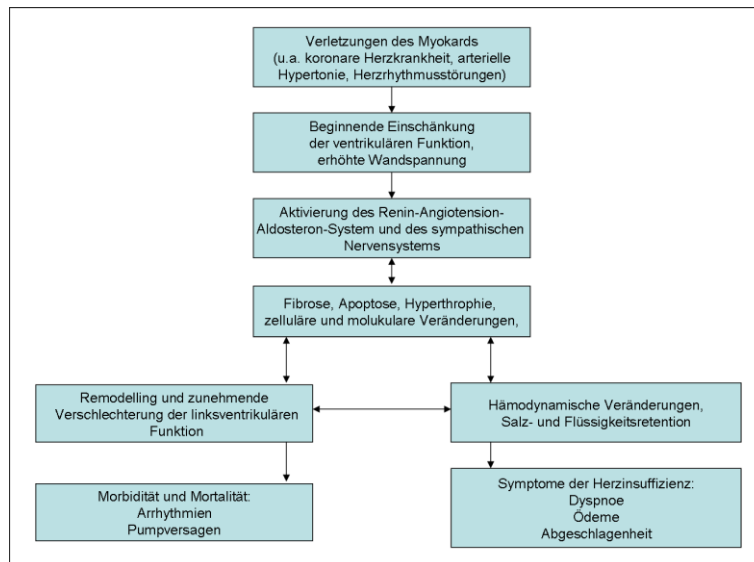 Verletzungen des Myokards
(u.a. koronare Herzkrankheit, arterielle
Hypertonie, Herzrhythmusstörungen)
Beginnende Einschänkung
der ventrikulären Funktion,
erhöhte Wandspannung
Aktivierung des Renin-Angiotension-
Aldosteron-System und des sympathischen
Nervensystems
Fibrose, Apoptose, Hyperthrophie,
zelluläre und molukulare Veränderungen,
Remodelling und zunehmende
Verschlechterung der linksventrikulären
Funktion
Hämodynamische Veränderungen,
Salz- und Flüssigkeitsretention
Morbidität und Mortalität:
Arrhythmien
Pumpversagen
Symptome der Herzinsuffizienz:
Dyspnoe
Ödeme
Abgeschlagenheit